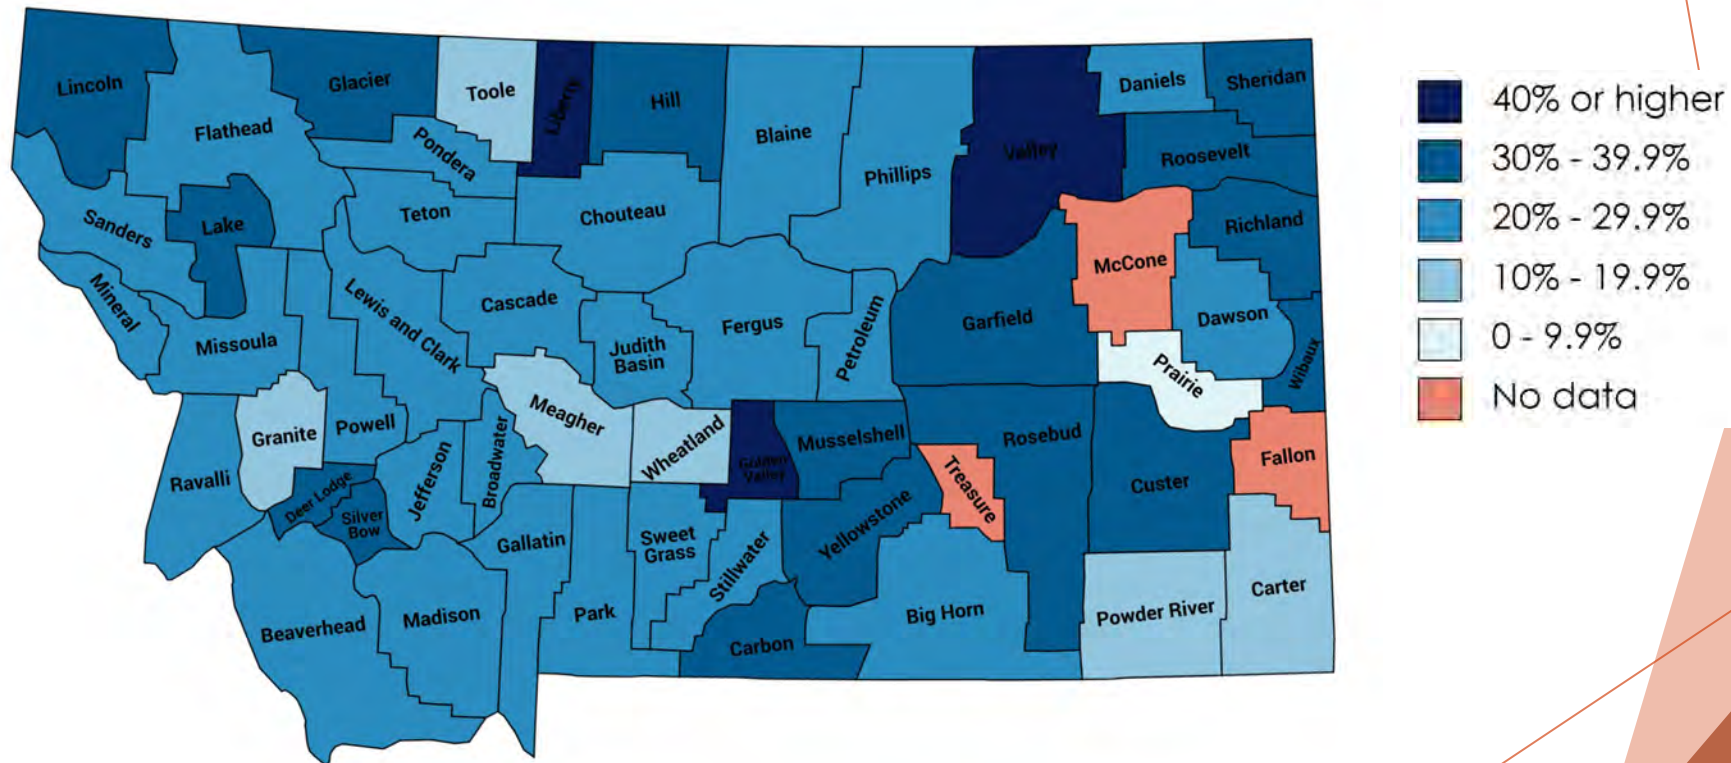 Lincoln
Flathead
Glacier
Toole
Liberty
Hill
Blaine
Phillips
Valley
Daniels
Sheridan
Roosevelt
Richland
Pondera
Teton
Chouteau
Sanders
Lake
Mineral
Missoula
Lewis and Clark
Cascade
Judith
Basin
Fergus
Petroleum
Garfield
McCone
Dawson
Wibaux
Prairie
Granite
Powell
Meagher
Wheatland
Golden
Valley
Musselshell
Rosebud
Treasure
Custer
Fallon
Ravalli
Deer Lodge
Silver
Bow
Jefferson
Broadwater
Gallatin
Park
Sweet
Grass
Stillwater
Yellowstone
Big Horn
Carbon
Powder River
Carter
Beaverhead
Madison
40% or higher
30% - 39.9%
20% - 29.9%
10% - 19.9%
0 - 9.9%
No data